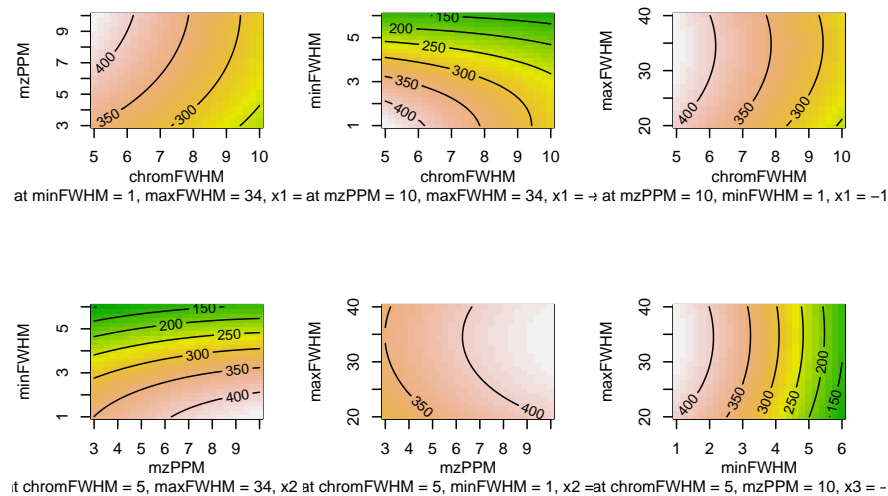 mzPPM
3 5 7 9
400
350
300
5 6 7 8 9 10
chromFWHM
at minFWHM = 1, maxFWHM = 34, x1 =
minFWHM
1 3 5
150
200
250
300
350
400
5 6 7 8 9 10
chromFWHM
at mzPPM = 10, maxFWHM = 34, x1 = -
maxFWHM
20 30 40
400
350
300
5 6 7 8 9 10
chromFWHM
at mzPPM = 10, minFWHM = 1, x1 = −1
minFWHM
1 3 5
150
200
250
300
350
400
3 4 5 6 7 8 9
mzPPM
at chromFWHM = 5, maxFWHM = 34, x2
maxFWHM
20 30 40
350
400
3 4 5 6 7 8 9
mzPPM
at chromFWHM = 5, minFWHM = 1, x2 =
maxFWHM
20 30 40
400
350
300
250
200
150
1 2 3 4 5 6
minFWHM
at chromFWHM = 5, mzPPM = 10, x3 = −